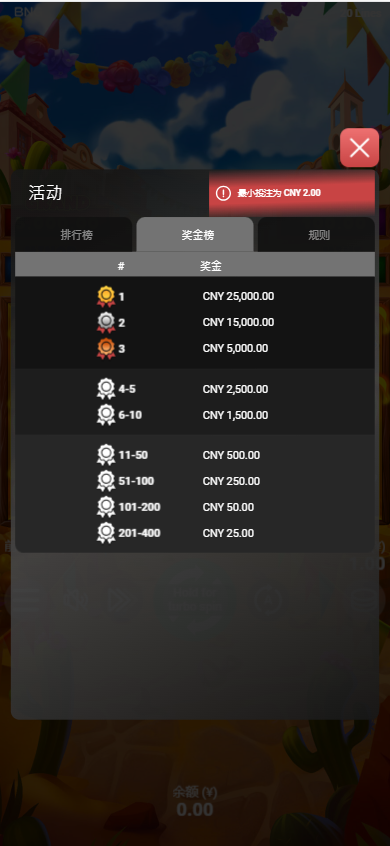 活动
最小投注为 CNY 2.00
排行榜 奖金榜 规则
# 奖金
1 CNY 25,000.00
2 CNY 15,000.00
3 CNY 5,000.00
4-5 CNY 2,500.00
6-10 CNY 1,500.00
11-50 CNY 500.00
51-100 CNY 250.00
101-200 CNY 50.00
201-400 CNY 25.00
余额 (¥)
0.00